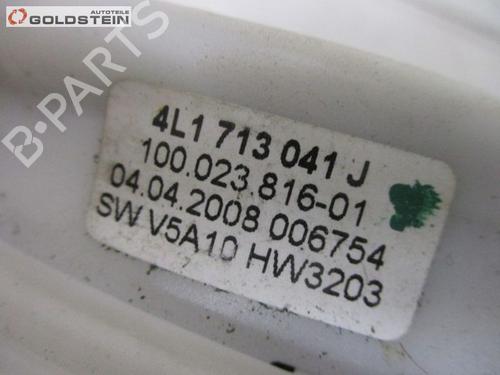 AUTOTEILE
GOLDSTEIN
B-PARTS
4L1 713 041 J
100.023.816-01
04.04.2008 006754
SW V5A10 HW3203